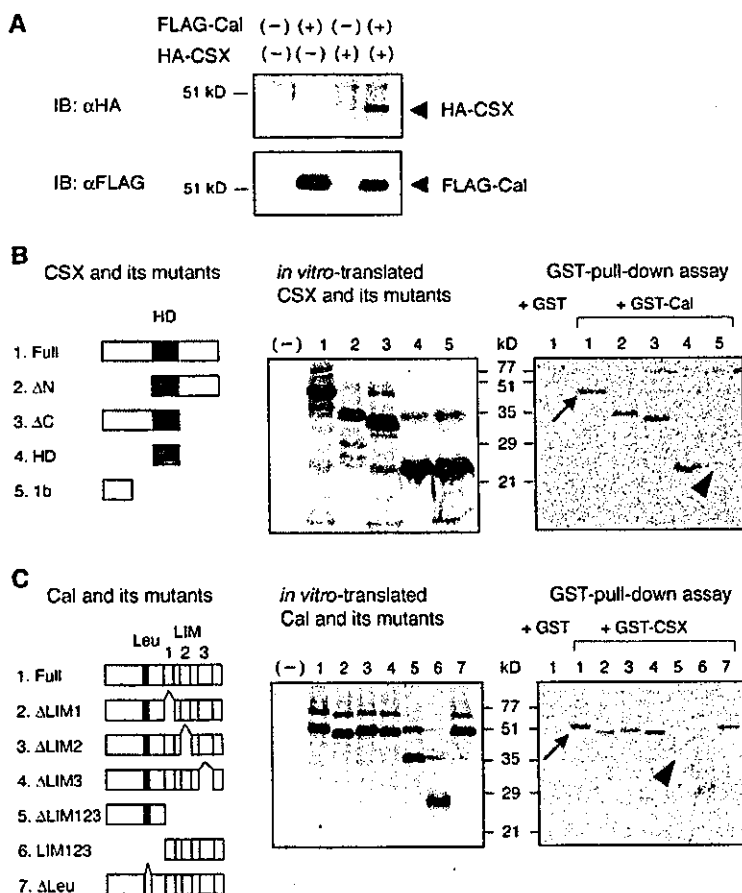 A
FLAG-Cal (−) (+) (−) (+)
HA-CSX (−) (−) (+) (+)
51 kD
IB: αHA
HA-CSX
IB: αFLAG
51 kD
FLAG-Cal
B
CSX and its mutants
in vitro-translated
CSX and its mutants
GST-pull-down assay
HD
+ GST + GST-Cal
(−) 1 2 3 4 5 kD 1 1 2 3 4 5
1. Full
2. ΔN
3. ΔC
4. HD
5. 1b
77
51
35
29
21
C
Cal and its mutants
in vitro-translated
Cal and its mutants
GST-pull-down assay
Leu LIM
1 2 3
+ GST + GST-CSX
(−) 1 2 3 4 5 6 7 kD 1 1 2 3 4 5 6 7
1. Full
2. ΔLIM1
3. ΔLIM2
4. ΔLIM3
5. ΔLIM123
6. LIM123
7. ΔLeu
77
51
35
29
21